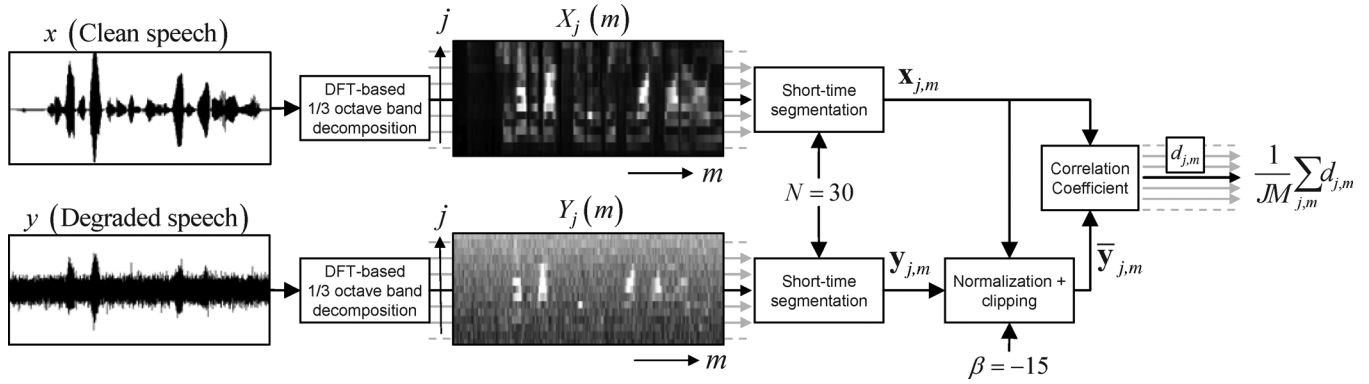 x (Clean speech)
DFT-based
1/3 octave band
decomposition
j
X_j (m)
m
Short-time
segmentation
𝐱_{j,m}
N = 30
y (Degraded speech)
DFT-based
1/3 octave band
decomposition
j
Y_j (m)
m
Short-time
segmentation
𝐲_{j,m}
Normalization +
clipping
β = −15
𝐲̅_{j,m}
Correlation
Coefficient
d_{j,m}
\frac{1}{JM} \sum_{j,m} d_{j,m}